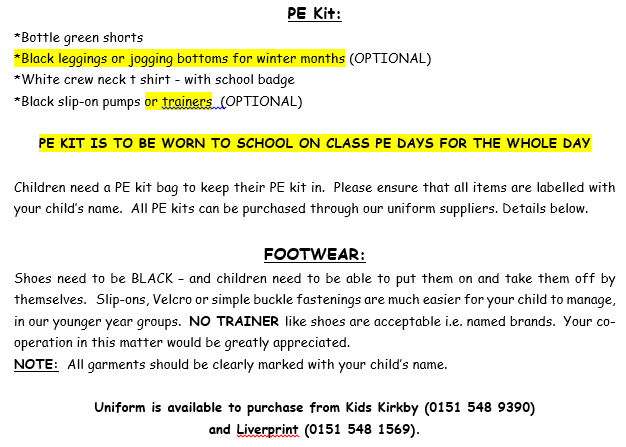 PE Kit:
*Bottle green shorts
*Black leggings or jogging bottoms for winter months (OPTIONAL)
*White crew neck t shirt - with school badge
*Black slip-on pumps or trainers (OPTIONAL)
PE KIT IS TO BE WORN TO SCHOOL ON CLASS PE DAYS FOR THE WHOLE DAY
Children need a PE kit bag to keep their PE kit in. Please ensure that all items are labelled with
your child's name. All PE kits can be purchased through our uniform suppliers. Details below.
FOOTWEAR:
Shoes need to be BLACK – and children need to be able to put them on and take them off by
themselves. Slip-ons, Velcro or simple buckle fastenings are much easier for your child to manage,
in our younger year groups. NO TRAINER like shoes are acceptable i.e. named brands. Your co-
operation in this matter would be greatly appreciated.
NOTE: All garments should be clearly marked with your child's name.
Uniform is available to purchase from Kids Kirkby (0151 548 9390)
and Liverprint (0151 548 1569).